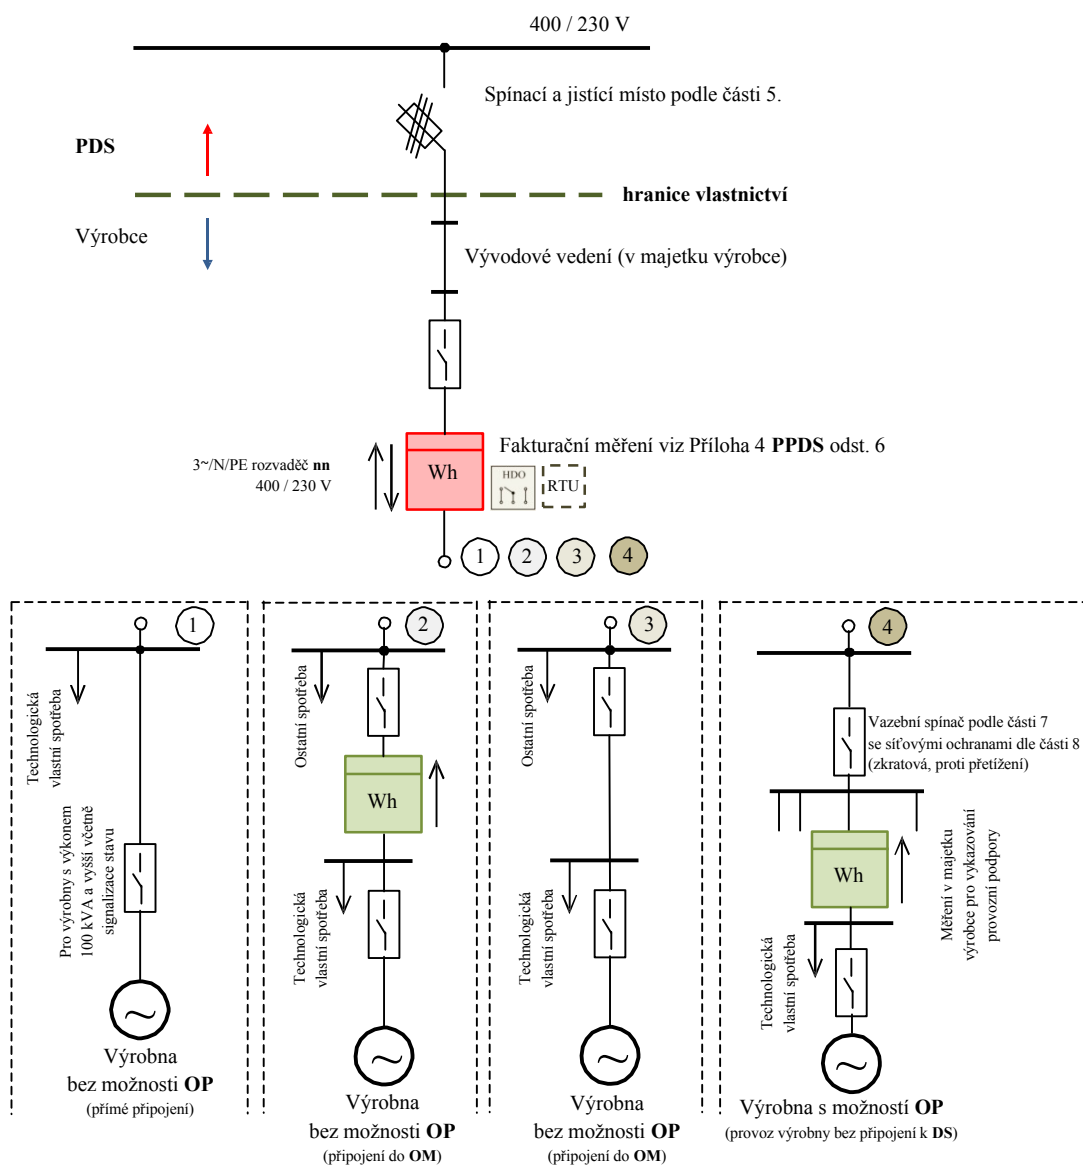 400 / 230 V
Spínací a jistící místo podle části 5.
PDS
hranice vlastnictví
Výrobce
Vývodové vedení (v majetku výrobce)
Fakturační měření viz Příloha 4 PPDS odst. 6
3~/N/PE rozvaděč nn
400 / 230 V
Wh
HDO
RTU
1
2
3
4
1
Technologická
vlastní spotřeba
Pro výrobny s výkonem
100 kVA a vyšší včetně
signalizace stavu
Výrobna
bez možnosti OP
(přímé připojení)
2
Ostatní spotřeba
Wh
Technologická
vlastní spotřeba
Výrobna
bez možnosti OP
(připojení do OM)
3
Ostatní spotřeba
Technologická
vlastní spotřeba
Výrobna
bez možnosti OP
(připojení do OM)
4
Vazební spínač podle části 7
se síťovými ochranami dle části 8
(zkratová, proti přetížení)
Wh
Měření v majetku
výrobce pro vykazování
provozní podpory
Technologická
vlastní spotřeba
Výrobna s možností OP
(provoz výrobny bez připojení k DS)